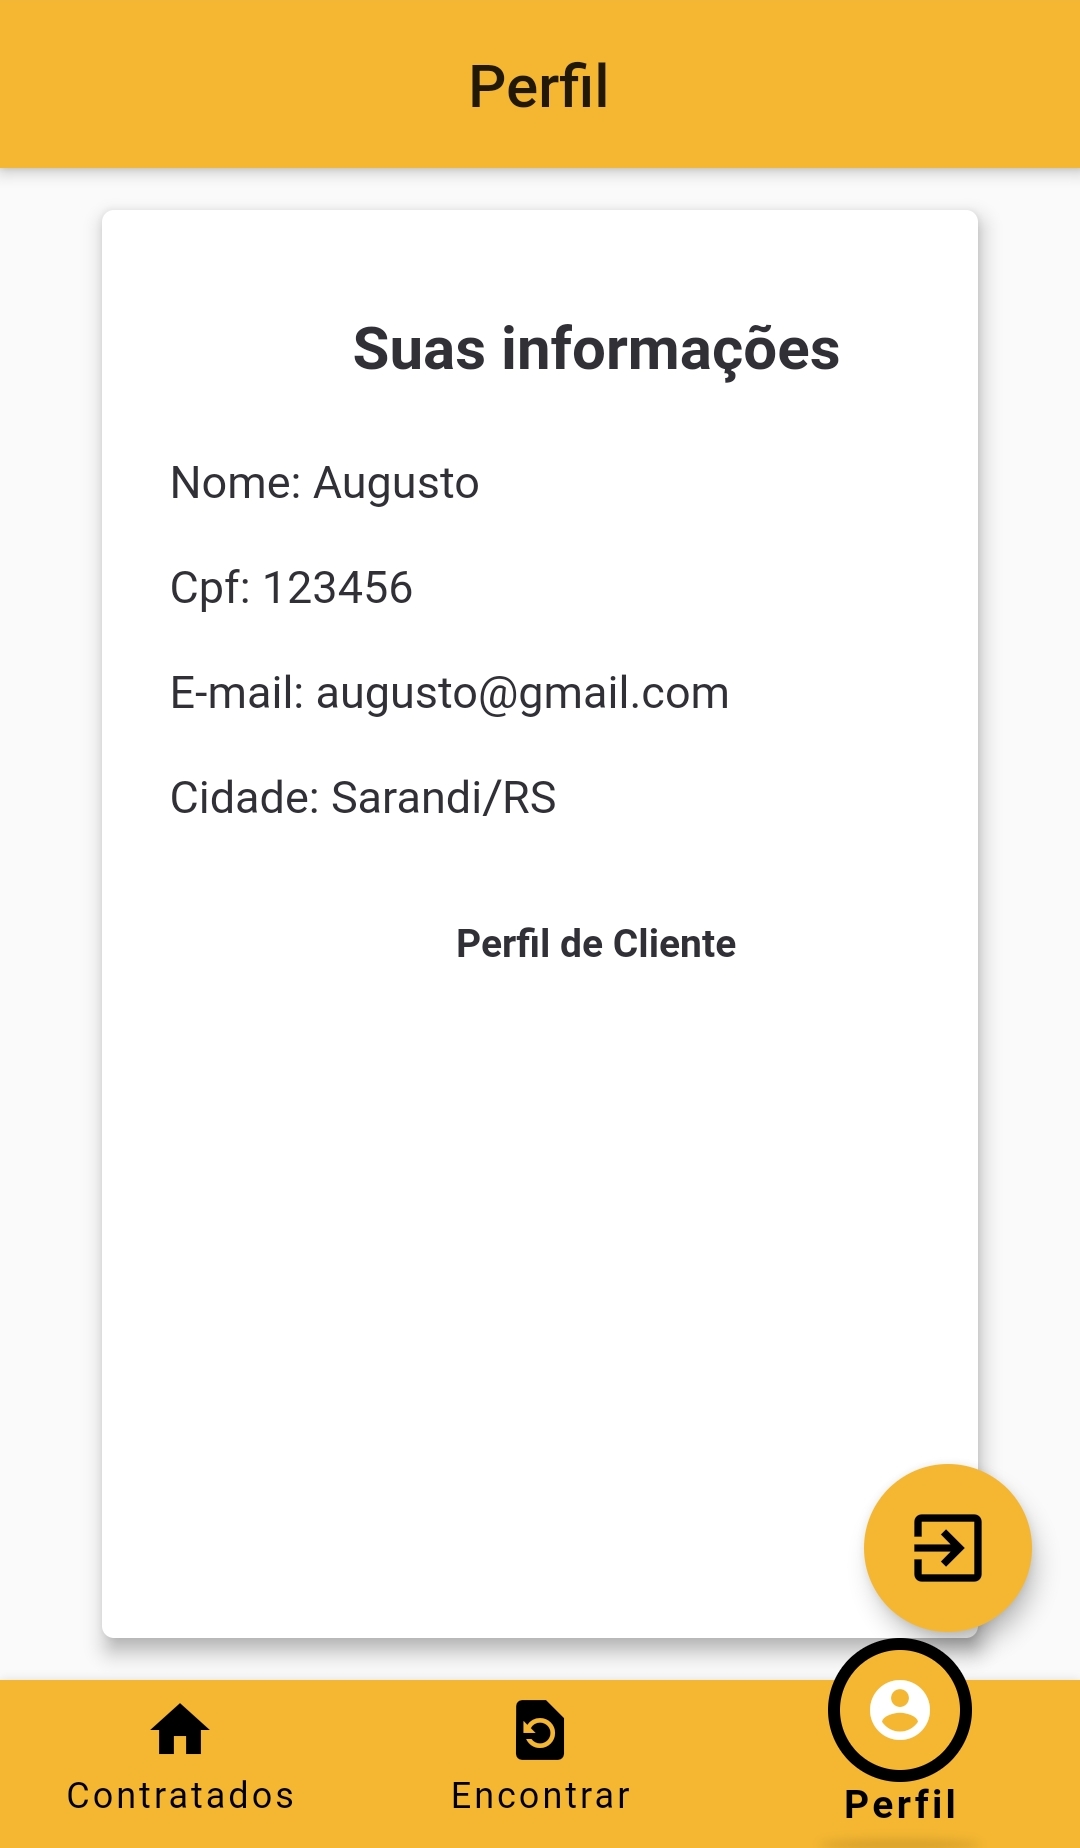 Perfil
Suas informações
Nome: Augusto
Cpf: 123456
E-mail: augusto@gmail.com
Cidade: Sarandi/RS
Perfil de Cliente
Contratados
Encontrar
Perfil